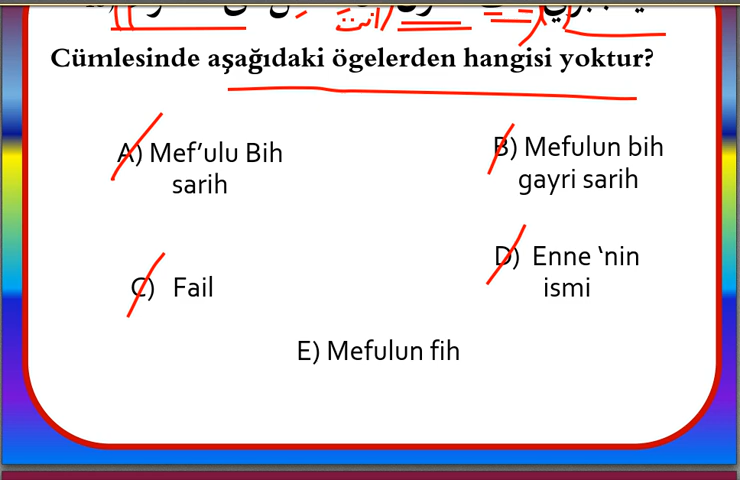 Cümlesinde aşağıdaki ögelerden hangisi yoktur?
A) Mef’ulu Bih sarih
B) Mefulun bih gayri sarih
C) Fail
D) Enne ‘nin ismi
E) Mefulun fih